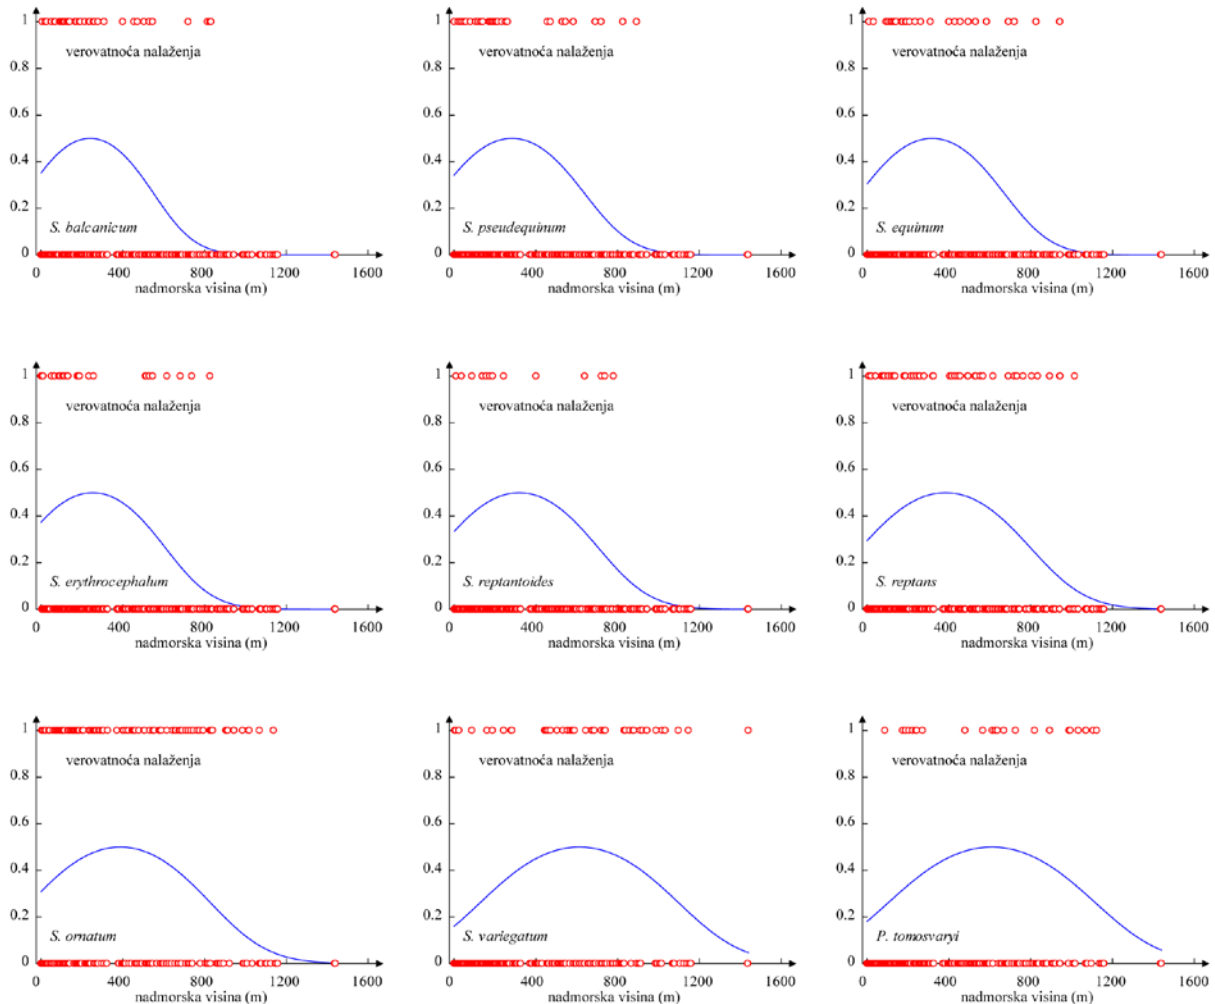 1
verovatnoća nalaženja
0.8
0.6
0.4
0.2
S. balcanicum
0
0 400 800 1200 1600
nadmorska visina (m)
1
verovatnoća nalaženja
0.8
0.6
0.4
0.2
S. pseudequinum
0
0 400 800 1200 1600
nadmorska visina (m)
1
verovatnoća nalaženja
0.8
0.6
0.4
0.2
S. equinum
0
0 400 800 1200 1600
nadmorska visina (m)
1
verovatnoća nalaženja
0.8
0.6
0.4
0.2
S. erythrocephalum
0
0 400 800 1200 1600
nadmorska visina (m)
1
verovatnoća nalaženja
0.8
0.6
0.4
0.2
S. reptantoides
0
0 400 800 1200 1600
nadmorska visina (m)
1
verovatnoća nalaženja
0.8
0.6
0.4
0.2
S. reptans
0
0 400 800 1200 1600
nadmorska visina (m)
1
verovatnoća nalaženja
0.8
0.6
0.4
0.2
S. ornatum
0
0 400 800 1200 1600
nadmorska visina (m)
1
verovatnoća nalaženja
0.8
0.6
0.4
0.2
S. variegatum
0
0 400 800 1200 1600
nadmorska visina (m)
1
verovatnoća nalaženja
0.8
0.6
0.4
0.2
P. tomosvaryi
0
0 400 800 1200 1600
nadmorska visina (m)